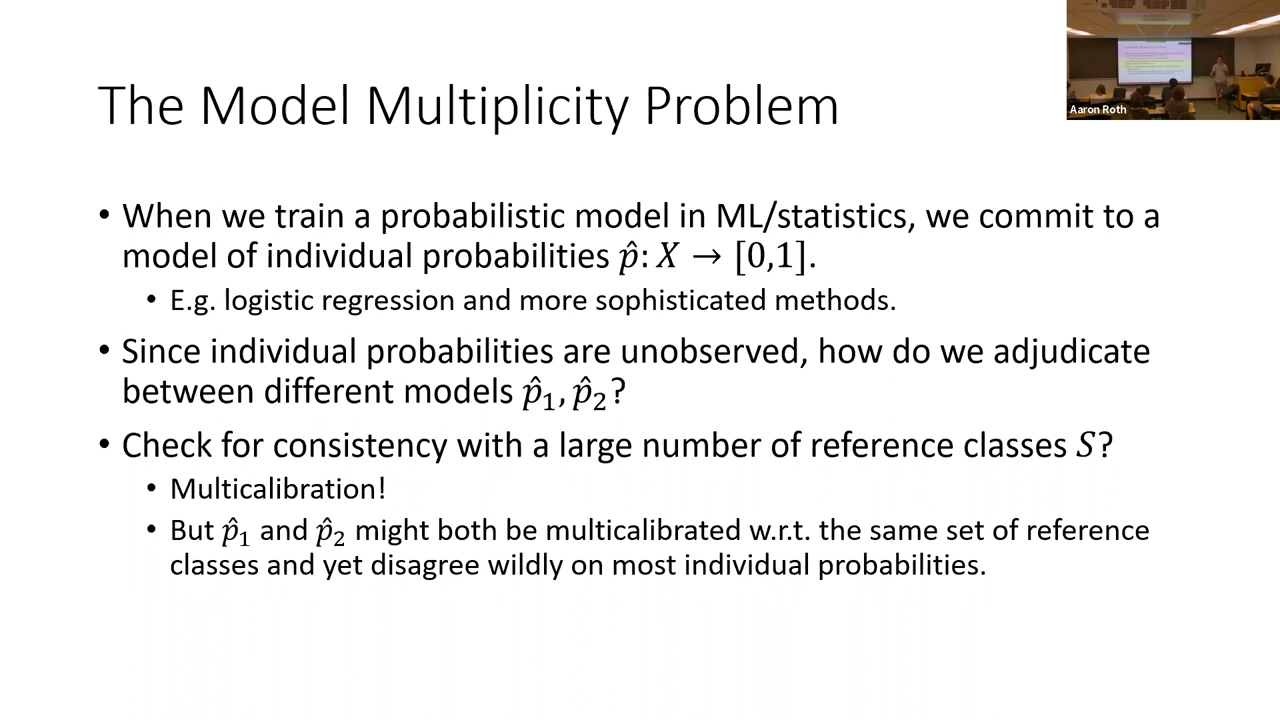 The Model Multiplicity Problem
Aaron Roth
• When we train a probabilistic model in ML/statistics, we commit to a
model of individual probabilities p̂: X → [0,1].
• E.g. logistic regression and more sophisticated methods.
• Since individual probabilities are unobserved, how do we adjudicate
between different models p̂₁, p̂₂?
• Check for consistency with a large number of reference classes S?
• Multicalibration!
• But p̂₁ and p̂₂ might both be multicalibrated w.r.t. the same set of reference
classes and yet disagree wildly on most individual probabilities.